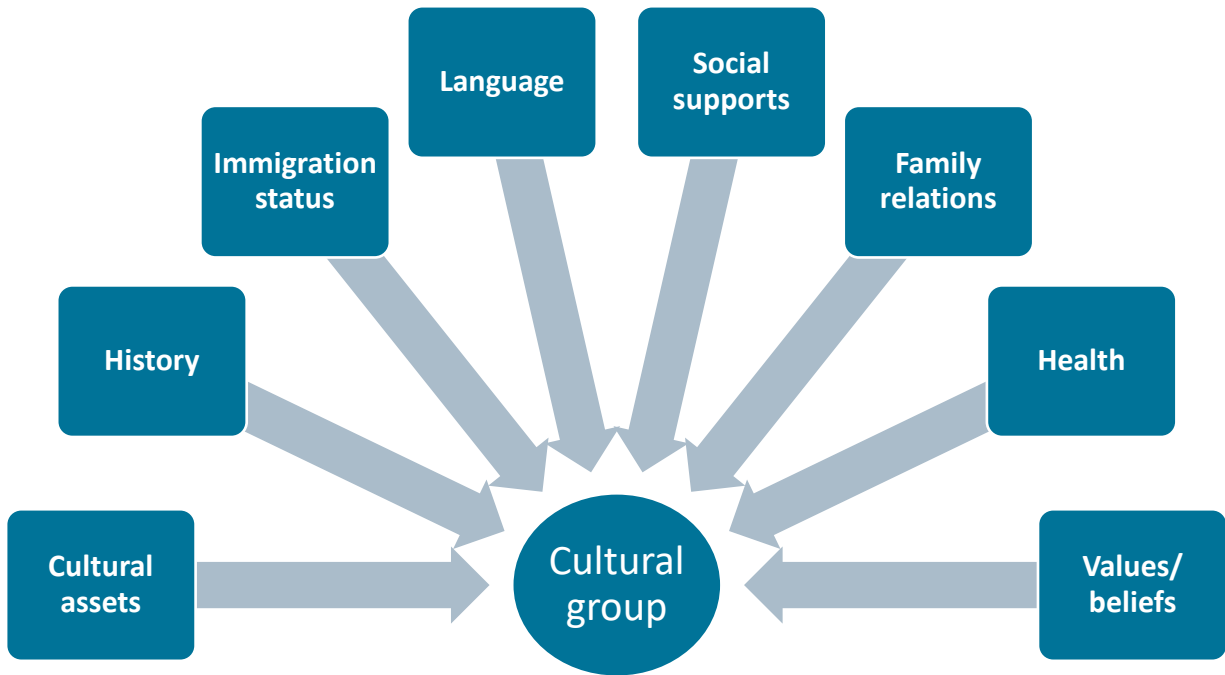 Language
Social
supports
Immigration
status
Family
relations
History
Health
Cultural
assets
Cultural
group
Values/
beliefs